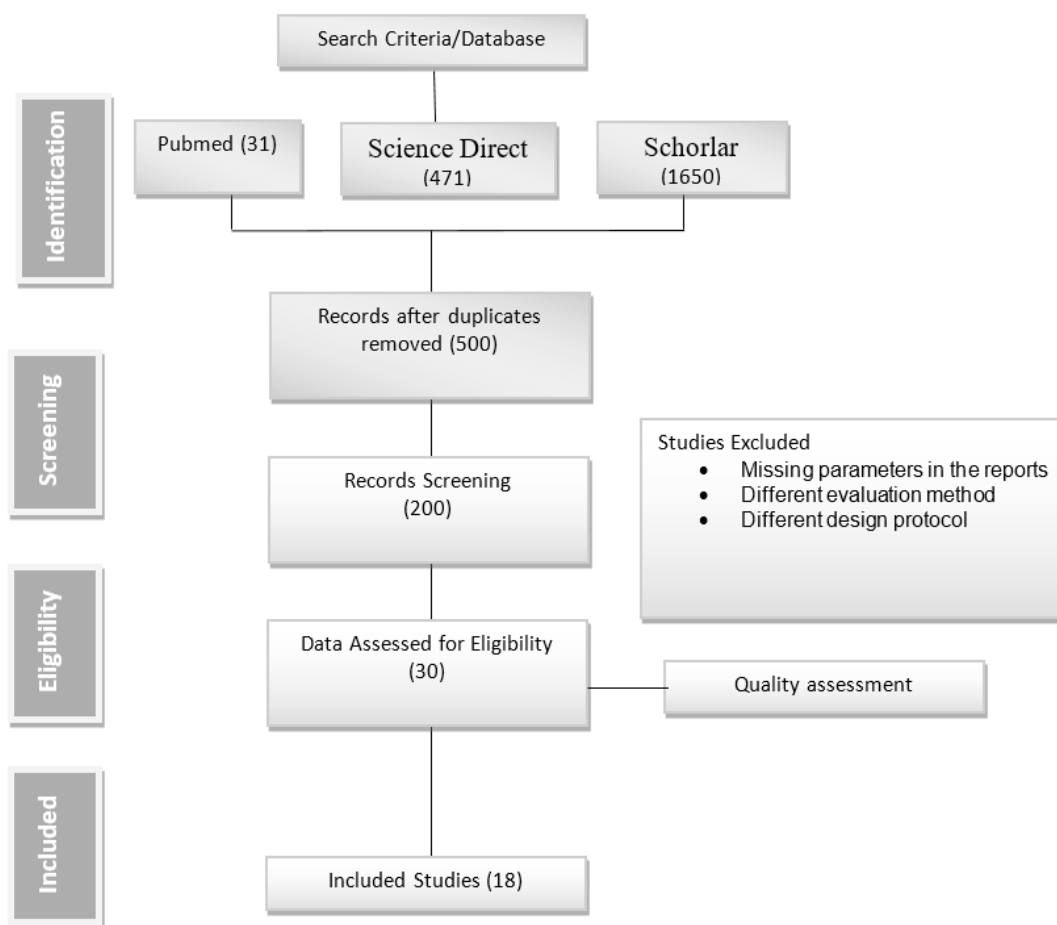 Search Criteria/Database
Identification
Pubmed (31)
Science Direct
(471)
Schorlar
(1650)
Records after duplicates
removed (500)
Screening
Records Screening
(200)
Studies Excluded
• Missing parameters in the reports
• Different evaluation method
• Different design protocol
Eligibility
Data Assessed for Eligibility
(30)
Quality assessment
Included
Included Studies (18)